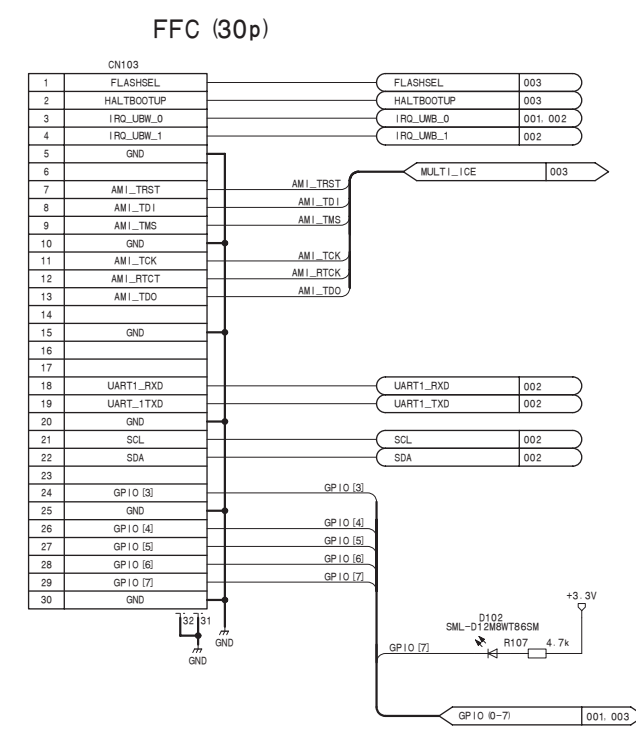 FFC (30p)
CN103
1 FLASHSEL FLASHSEL 003
2 HALTBOOTUP HALTBOOTUP 003
3 IRQ_UBW_0 IRQ_UWB_0 001. 002
4 IRQ_UBW_1 IRQ_UWB_1 002
5 GND
6 MULTI_ICE 003
7 AMI_TRST AMI_TRST
8 AMI_TDI AMI_TDI
9 AMI_TMS AMI_TMS
10 GND
11 AMI_TCK AMI_TCK
12 AMI_RTCT AMI_RTCK
13 AMI_TDO AMI_TDO
14
15 GND
16
17
18 UART1_RXD UART1_RXD 002
19 UART_1TXD UART1_TXD 002
20 GND
21 SCL SCL 002
22 SDA SDA 002
23
24 GPIO [3] GPIO [3]
25 GND
26 GPIO [4] GPIO [4]
27 GPIO [5] GPIO [5]
28 GPIO [6] GPIO [6]
29 GPIO [7] GPIO [7]
30 GND
+3.3V
32 31
D102
SML-D12M8WT86SM
GND
R107 4.7k
GPIO [7]
GND
GPIO (0-7) 001. 003